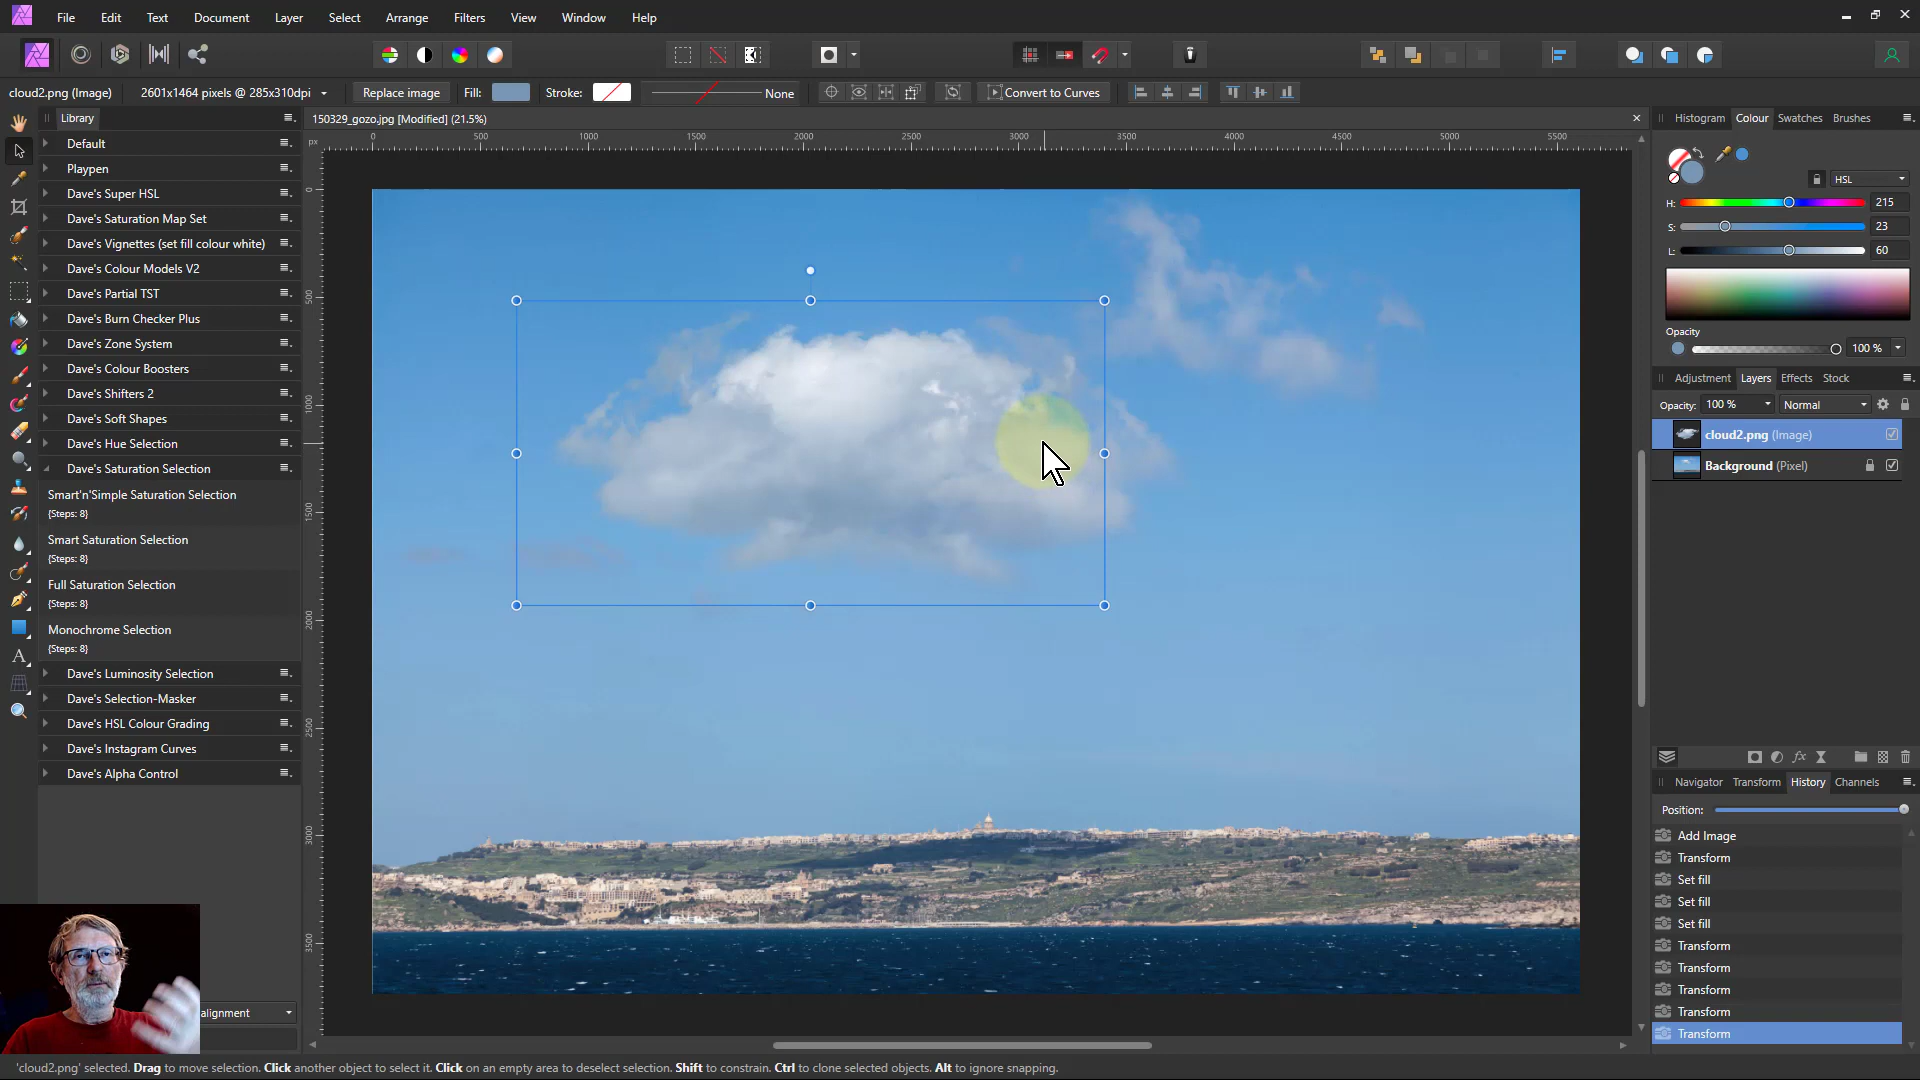 File Edit Text Document Layer Select Arrange Filters View Window Help
cloud2.png (Image) 2601x1464 pixels @ 285x310dpi Replace image Fill: Stroke: None Convert to Curves
Library
Default
Playpen
Dave's Super HSL
Dave's Saturation Map Set
Dave's Vignettes (set fill colour white)
Dave's Colour Models V2
Dave's Partial TST
Dave's Burn Checker Plus
Dave's Zone System
Dave's Colour Boosters
Dave's Shifters 2
Dave's Soft Shapes
Dave's Hue Selection
Dave's Saturation Selection
Smart'n'Simple Saturation Selection
{Steps: 8}
Smart Saturation Selection
{Steps: 8}
Full Saturation Selection
{Steps: 8}
Monochrome Selection
{Steps: 8}
Dave's Luminosity Selection
Dave's Selection-Masker
Dave's HSL Colour Grading
Dave's Instagram Curves
Dave's Alpha Control
alignment
150329_gozo.jpg [Modified] (21.5%)
px 0 500 1000 1500 2000 2500 3000 3500 4000 4500 5000 5500
0
500
1000
1500
2000
2500
3000
3500
Histogram Colour Swatches Brushes
HSL
H: 215
S: 23
L: 60
Opacity
100 %
Adjustment Layers Effects Stock
Opacity: 100 % Normal
cloud2.png (Image)
Background (Pixel)
Navigator Transform History Channels
Position:
Add Image
Transform
Set fill
Set fill
Set fill
Transform
Transform
Transform
Transform
Transform
'cloud2.png' selected. Drag to move selection. Click another object to select it. Click on an empty area to deselect selection. Shift to constrain. Ctrl to clone selected objects. Alt to ignore snapping.